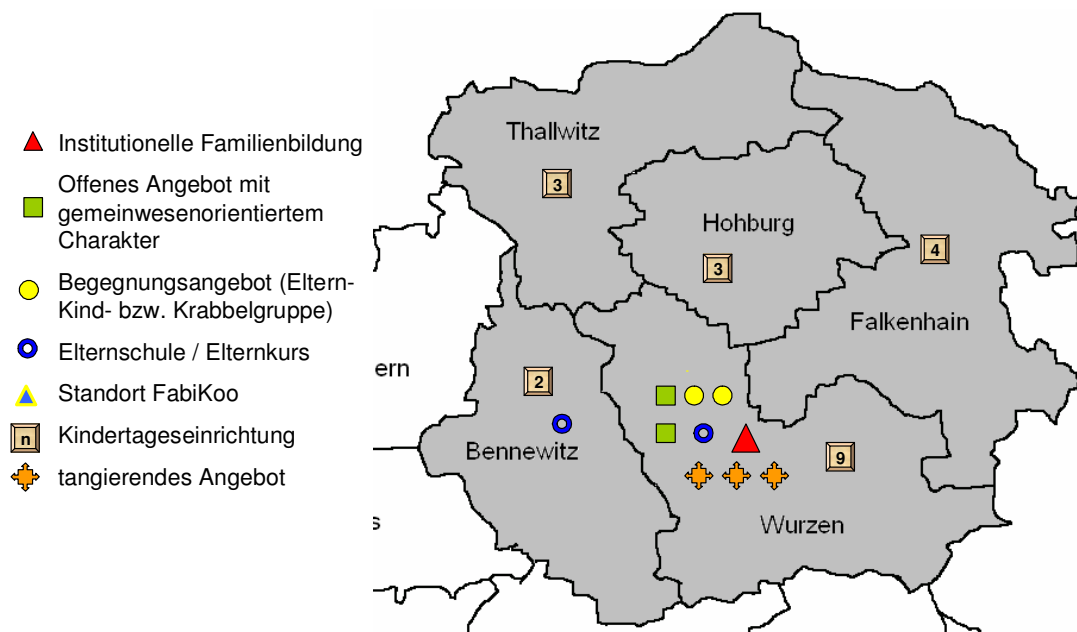 Institutionelle Familienbildung
Offenes Angebot mit
gemeinwesenorientiertem
Charakter
Begegnungsangebot (Eltern-
Kind- bzw. Krabbelgruppe)
Elternschule / Elternkurs
Standort FabiKoo
n Kindertageseinrichtung
tangierendes Angebot
Thallwitz
3
Hohburg
3
4
Falkenhain
ern
2
Bennewitz
9
s
Wurzen